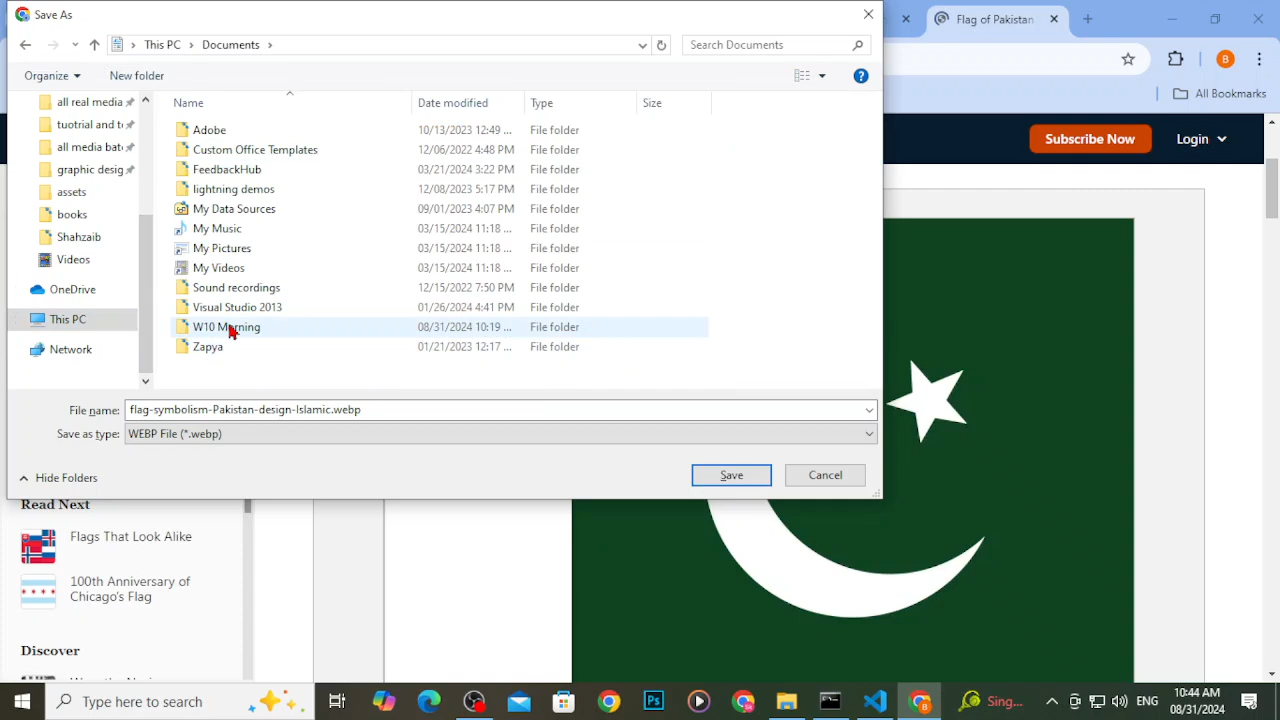 Save As
This PC > Documents >
Search Documents
Organize
New folder
all real media
tuotrial and t
all media bat
graphic desig
assets
books
Shahzaib
Videos
OneDrive
This PC
Network
Name Date modified Type Size
Adobe 10/13/2023 12:49 ... File folder
Custom Office Templates 12/06/2022 4:48 PM File folder
FeedbackHub 03/21/2024 3:22 PM File folder
lightning demos 12/08/2023 5:17 PM File folder
My Data Sources 09/01/2023 4:07 PM File folder
My Music 03/15/2024 11:18 ... File folder
My Pictures 03/15/2024 11:18 ... File folder
My Videos 03/15/2024 11:18 ... File folder
Sound recordings 12/15/2022 7:50 PM File folder
Visual Studio 2013 01/26/2024 4:41 PM File folder
W10 Morning 08/31/2024 10:19 ... File folder
Zapya 01/21/2023 12:17 ... File folder
File name: flag-symbolism-Pakistan-design-Islamic.webp
Save as type: WEBP File (*.webp)
Hide Folders
Save Cancel
Flag of Pakistan
B
All Bookmarks
Subscribe Now Login
Read Next
Flags That Look Alike
100th Anniversary of
Chicago's Flag
Discover
Type here to search
Ps
B
Sing...
ENG
10:44 AM
08/31/2024